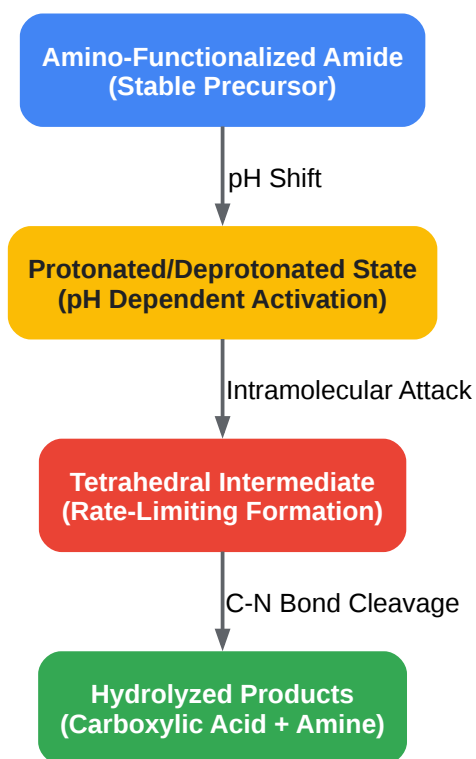 Amino-Functionalized Amide
(Stable Precursor)
pH Shift
Protonated/Deprotonated State
(pH Dependent Activation)
Intramolecular Attack
Tetrahedral Intermediate
(Rate-Limiting Formation)
C-N Bond Cleavage
Hydrolyzed Products
(Carboxylic Acid + Amine)